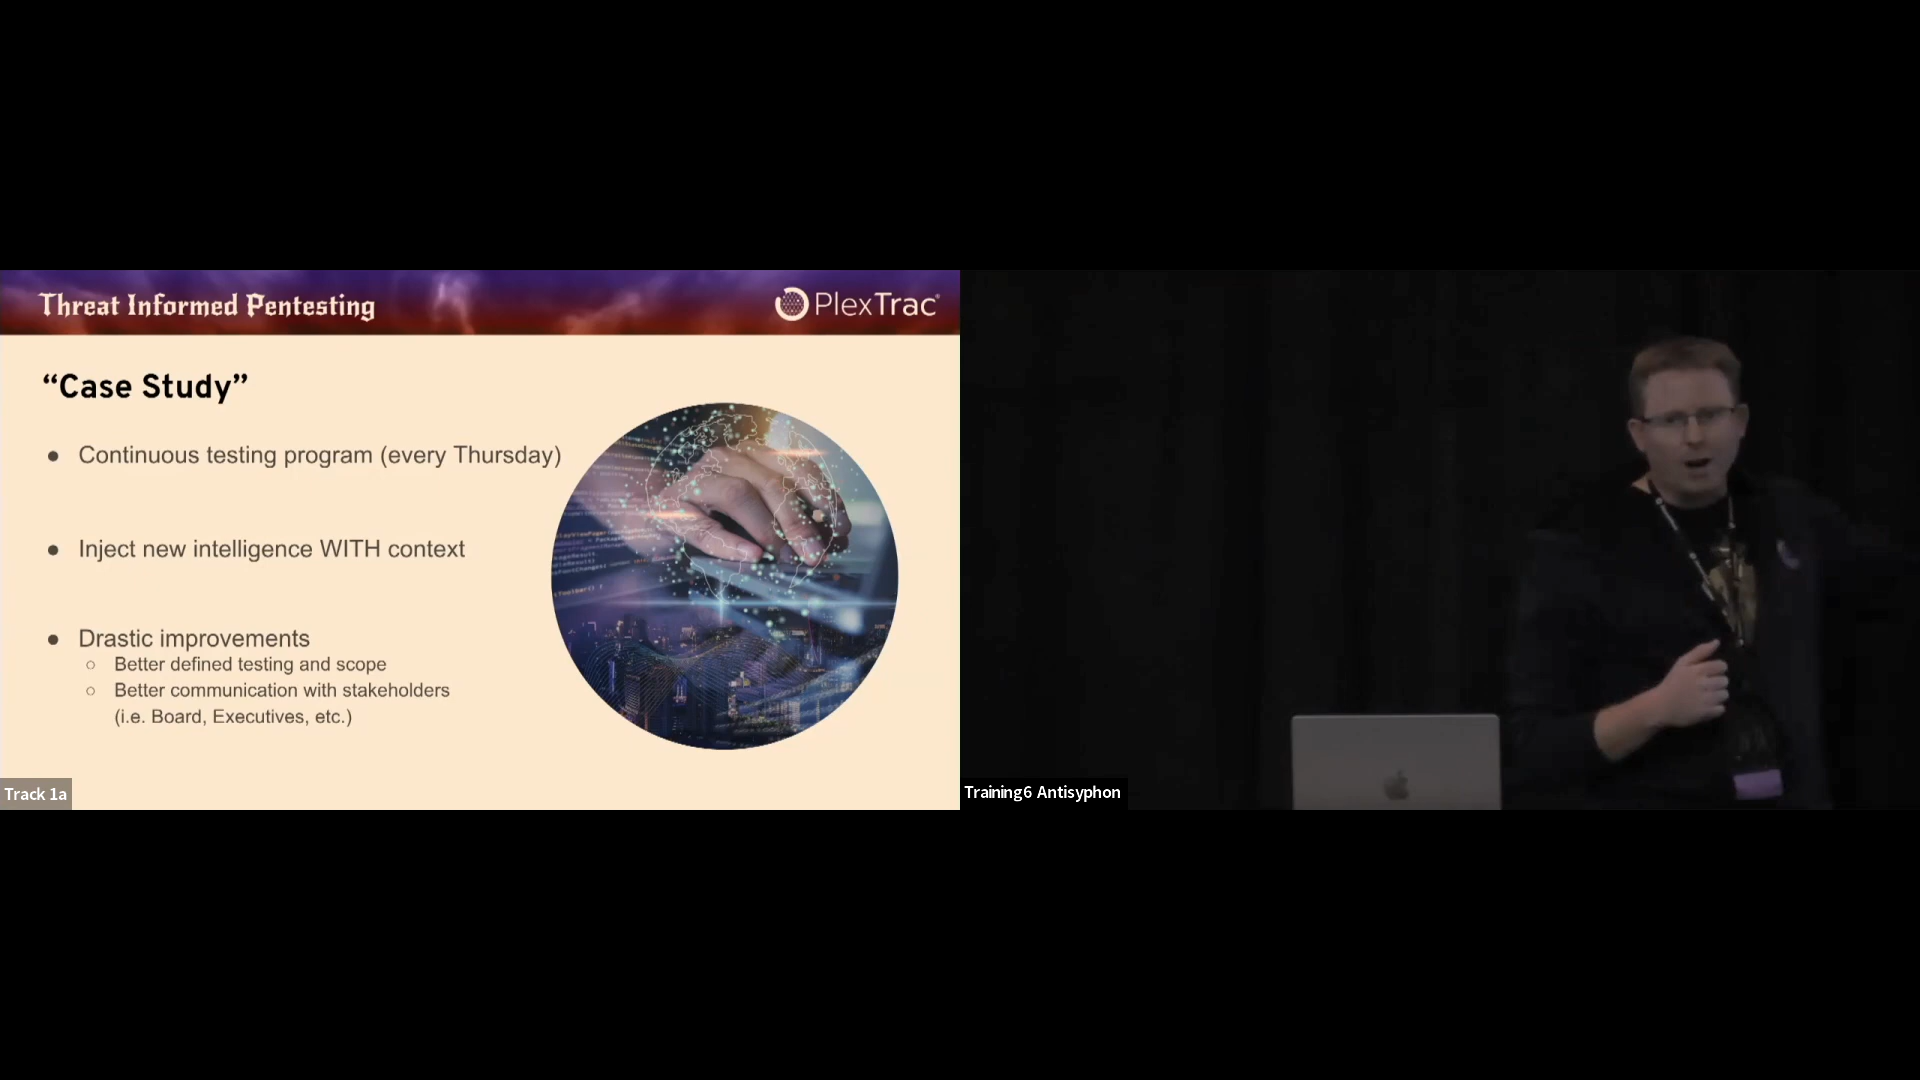 Threat Informed Pentesting
PlexTrac
“Case Study”
● Continuous testing program (every Thursday)
● Inject new intelligence WITH context
● Drastic improvements
○ Better defined testing and scope
○ Better communication with stakeholders
(i.e. Board, Executives, etc.)
Track 1a
Training6 Antisyphon